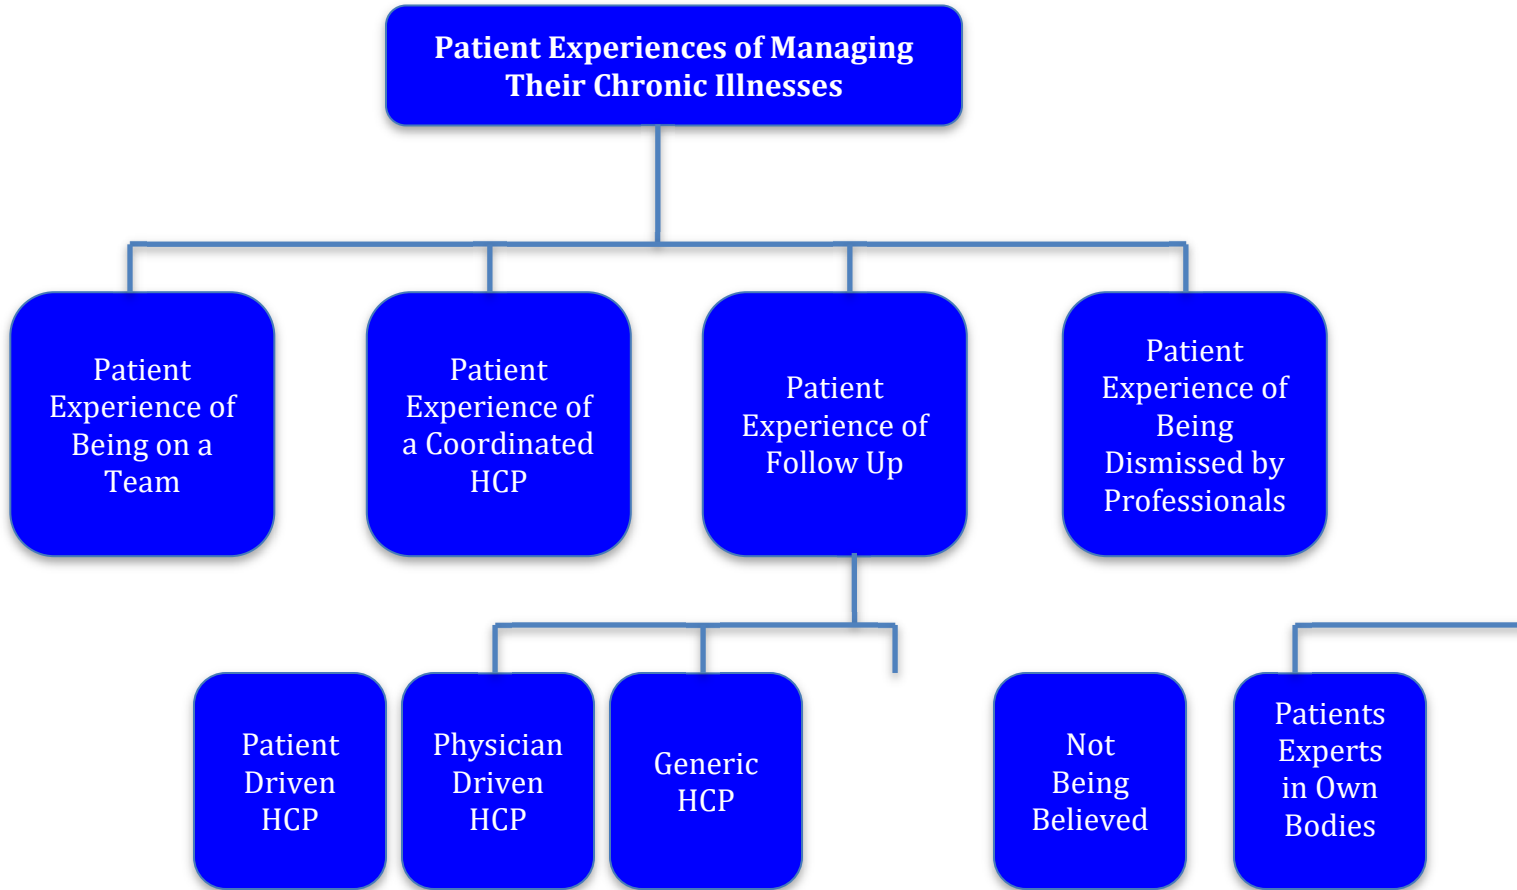 Patient Experiences of Managing
Their Chronic Illnesses
Patient
Experience of
Being on a
Team
Patient
Experience of
a Coordinated
HCP
Patient
Experience of
Follow Up
Patient
Experience of
Being
Dismissed by
Professionals
Patient
Driven
HCP
Physician
Driven
HCP
Generic
HCP
Not
Being
Believed
Patients
Experts
in Own
Bodies